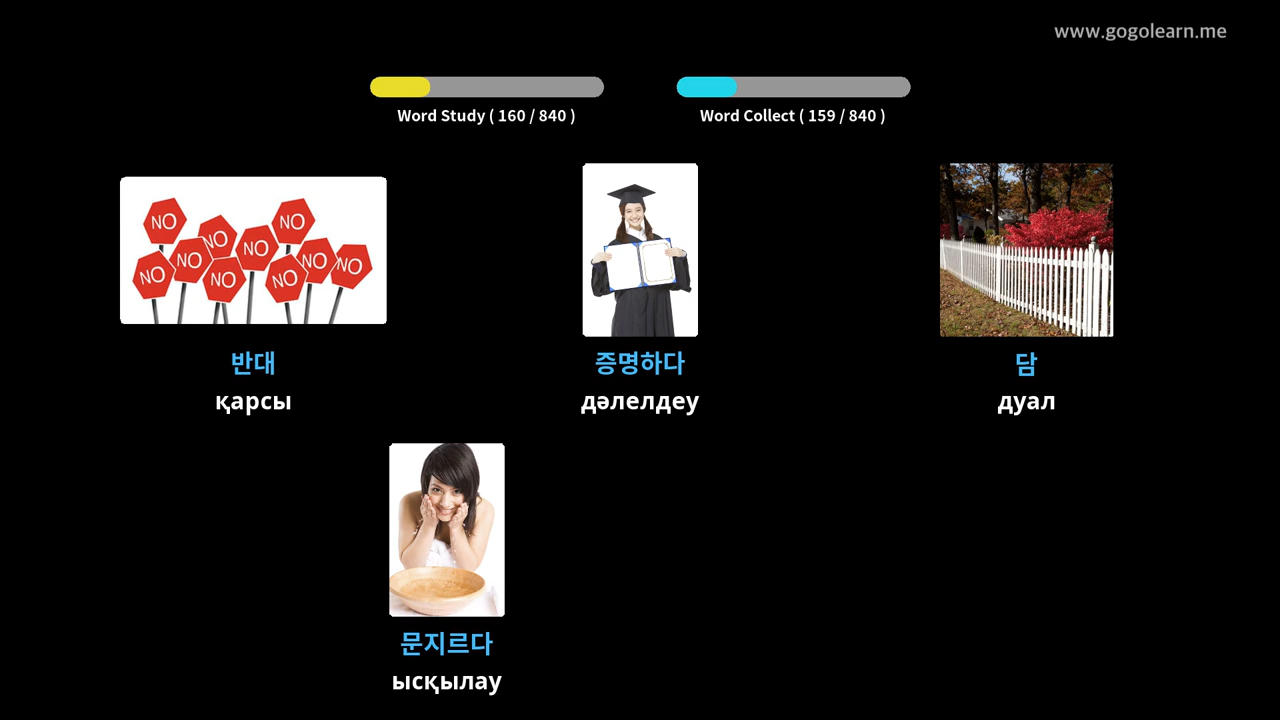 www.gogolearn.me
Word Study ( 160 / 840 )
Word Collect ( 159 / 840 )
NO
NO
NO
NO
NO
NO
NO
NO
NO
NO
반대
қарсы
증명하다
дәлелдеу
담
дуал
문지르다
ысқылау